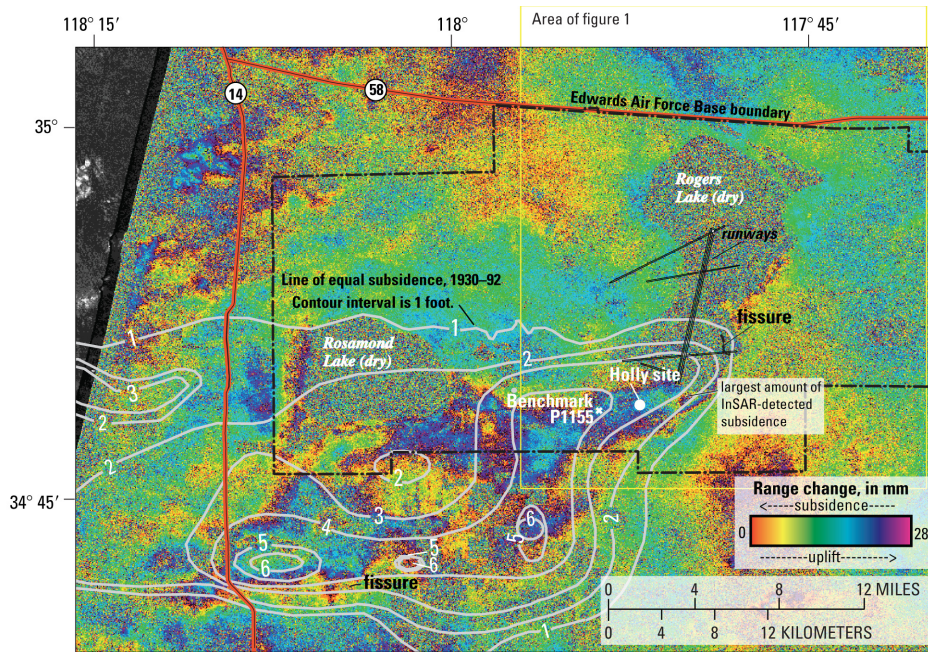 118° 15'
118°
117° 45'
Area of figure 1
58
14
Edwards Air Force Base boundary
35°
Rogers
Lake (dry)
runways
Line of equal subsidence, 1930–92
Contour interval is 1 foot.
fissure
1
1
Rosamond
Lake (dry)
2
3
Holly site
2
Benchmark
P1155
largest amount of
InSAR-detected
subsidence
2
2
34° 45'
3
4
6
5
2
5
6
5
6
fissure
1
Range change, in mm
<-----subsidence-----
0
28
--------uplift-------->
0
4
8
12 MILES
0
4
8
12 KILOMETERS